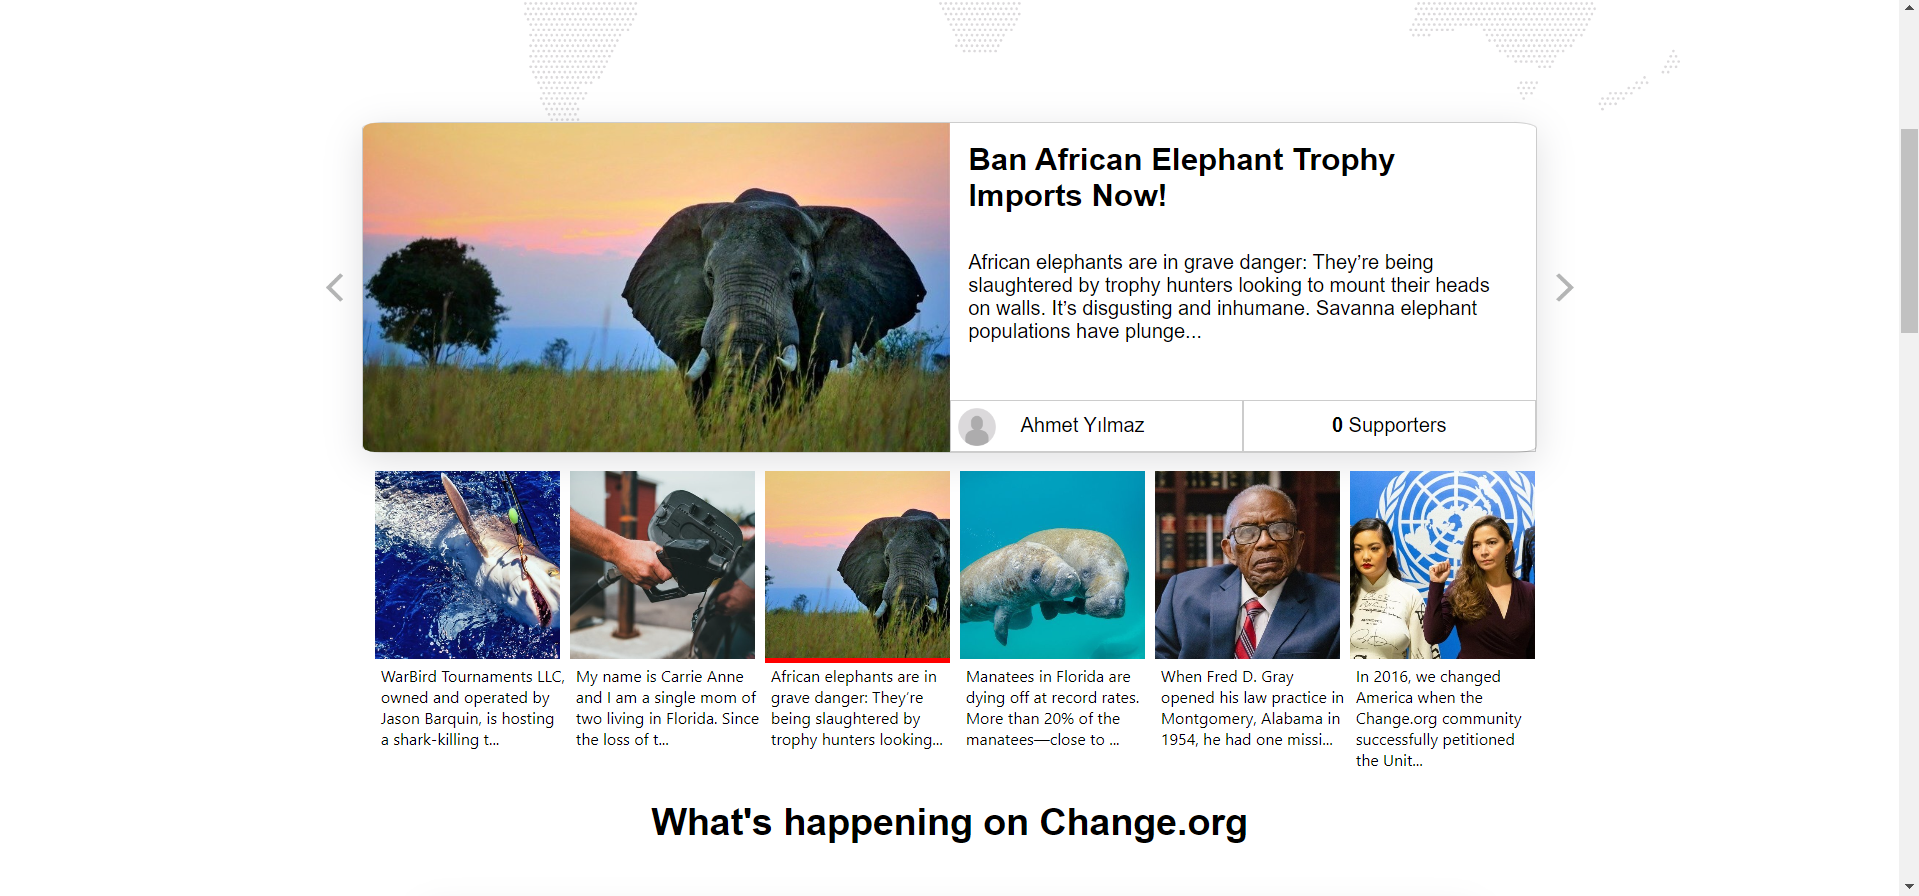 Ban African Elephant Trophy
Imports Now!
African elephants are in grave danger: They’re being
slaughtered by trophy hunters looking to mount their heads
on walls. It’s disgusting and inhumane. Savanna elephant
populations have plunge...
Ahmet Yılmaz
0 Supporters
WarBird Tournaments LLC,
owned and operated by
Jason Barquin, is hosting
a shark-killing t...
My name is Carrie Anne
and I am a single mom of
two living in Florida. Since
the loss of t...
African elephants are in
grave danger: They’re
being slaughtered by
trophy hunters looking...
Manatees in Florida are
dying off at record rates.
More than 20% of the
manatees—close to ...
When Fred D. Gray
opened his law practice in
Montgomery, Alabama in
1954, he had one missi...
In 2016, we changed
America when the
Change.org community
successfully petitioned
the Unit...
What's happening on Change.org